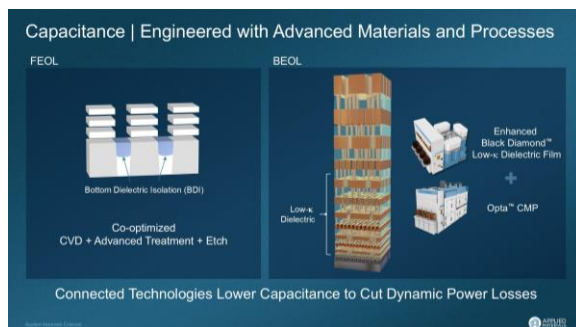 Capacitance | Engineered with Advanced Materials and Processes
FEOL
Bottom Dielectric Isolation (BDI)
Co-optimized
CVD + Advanced Treatment + Etch
BEOL
Low-κ
Dielectric
Enhanced
Black Diamond™
Low-κ Dielectric Film
+
Opta™ CMP
Connected Technologies Lower Capacitance to Cut Dynamic Power Losses
APPLIED
MATERIALS